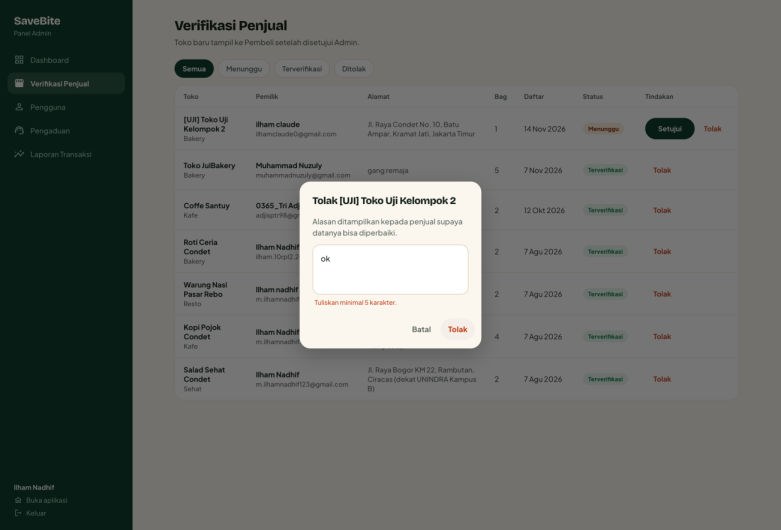 SaveBite
Panel Admin
Dashboard
Verifikasi Penjual
Pengguna
Pengaduan
Laporan Transaksi
Ilham Nadhif
Buka aplikasi
Keluar
Verifikasi Penjual
Toko baru tampil ke Pembeli setelah disetujui Admin.
Semua Menunggu Terverifikasi Ditolak
Toko Pemilik Alamat Bag Daftar Status Tindakan
[UJI] Toko Uji
Kelompok 2
Bakery
ilham claude
ilhamclaude0@gmail.com
Jl. Raya Condet No. 10, Batu
Ampar, Kramat Jati, Jakarta Timur
1 14 Nov 2026 Menunggu Setujui Tolak
Toko JulBakery
Bakery
Muhammad Nuzuly
muhammadnuzuly@gmail.com
gang remaja
5 7 Nov 2026 Terverifikasi Tolak
Coffe Santuy
Kafe
2 12 Okt 2026 Terverifikasi Tolak
Roti Ceria
Condet
Bakery
2 7 Agu 2026 Terverifikasi Tolak
Warung Nasi
Pasar Rebo
Resto
2 7 Agu 2026 Terverifikasi Tolak
Kopi Pojok
Condet
Kafe
4 7 Agu 2026 Terverifikasi Tolak
Salad Sehat
Condet
Sehat
Ilham Nadhif
m.ilhamnadhif123@gmail.com
Jl. Raya Bogor KM 22, Rambutan,
Ciracas (dekat UNINDRA Kampus
B)
2 7 Agu 2026 Terverifikasi Tolak
Tolak [UJI] Toko Uji Kelompok 2
Alasan ditampilkan kepada penjual supaya
datanya bisa diperbaiki.
ok
Tuliskan minimal 5 karakter.
Batal Tolak